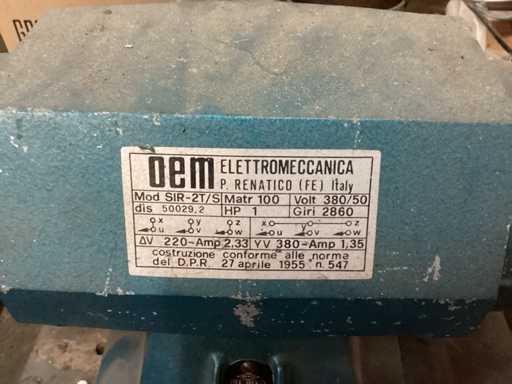 oem ELETTROMECCANICA
P. RENATICO (FE) Italy
Mod SIR-2T/S Matr 100 Volt 380/50
dis 50029.2 HP 1 Giri 2860
x y z x y z
u v w u v w
ΔV 220-Amp 2,33 YV 380-Amp 1,35
costruzione conforme alle norme
del D.P.R. 27 aprile 1955 n. 547